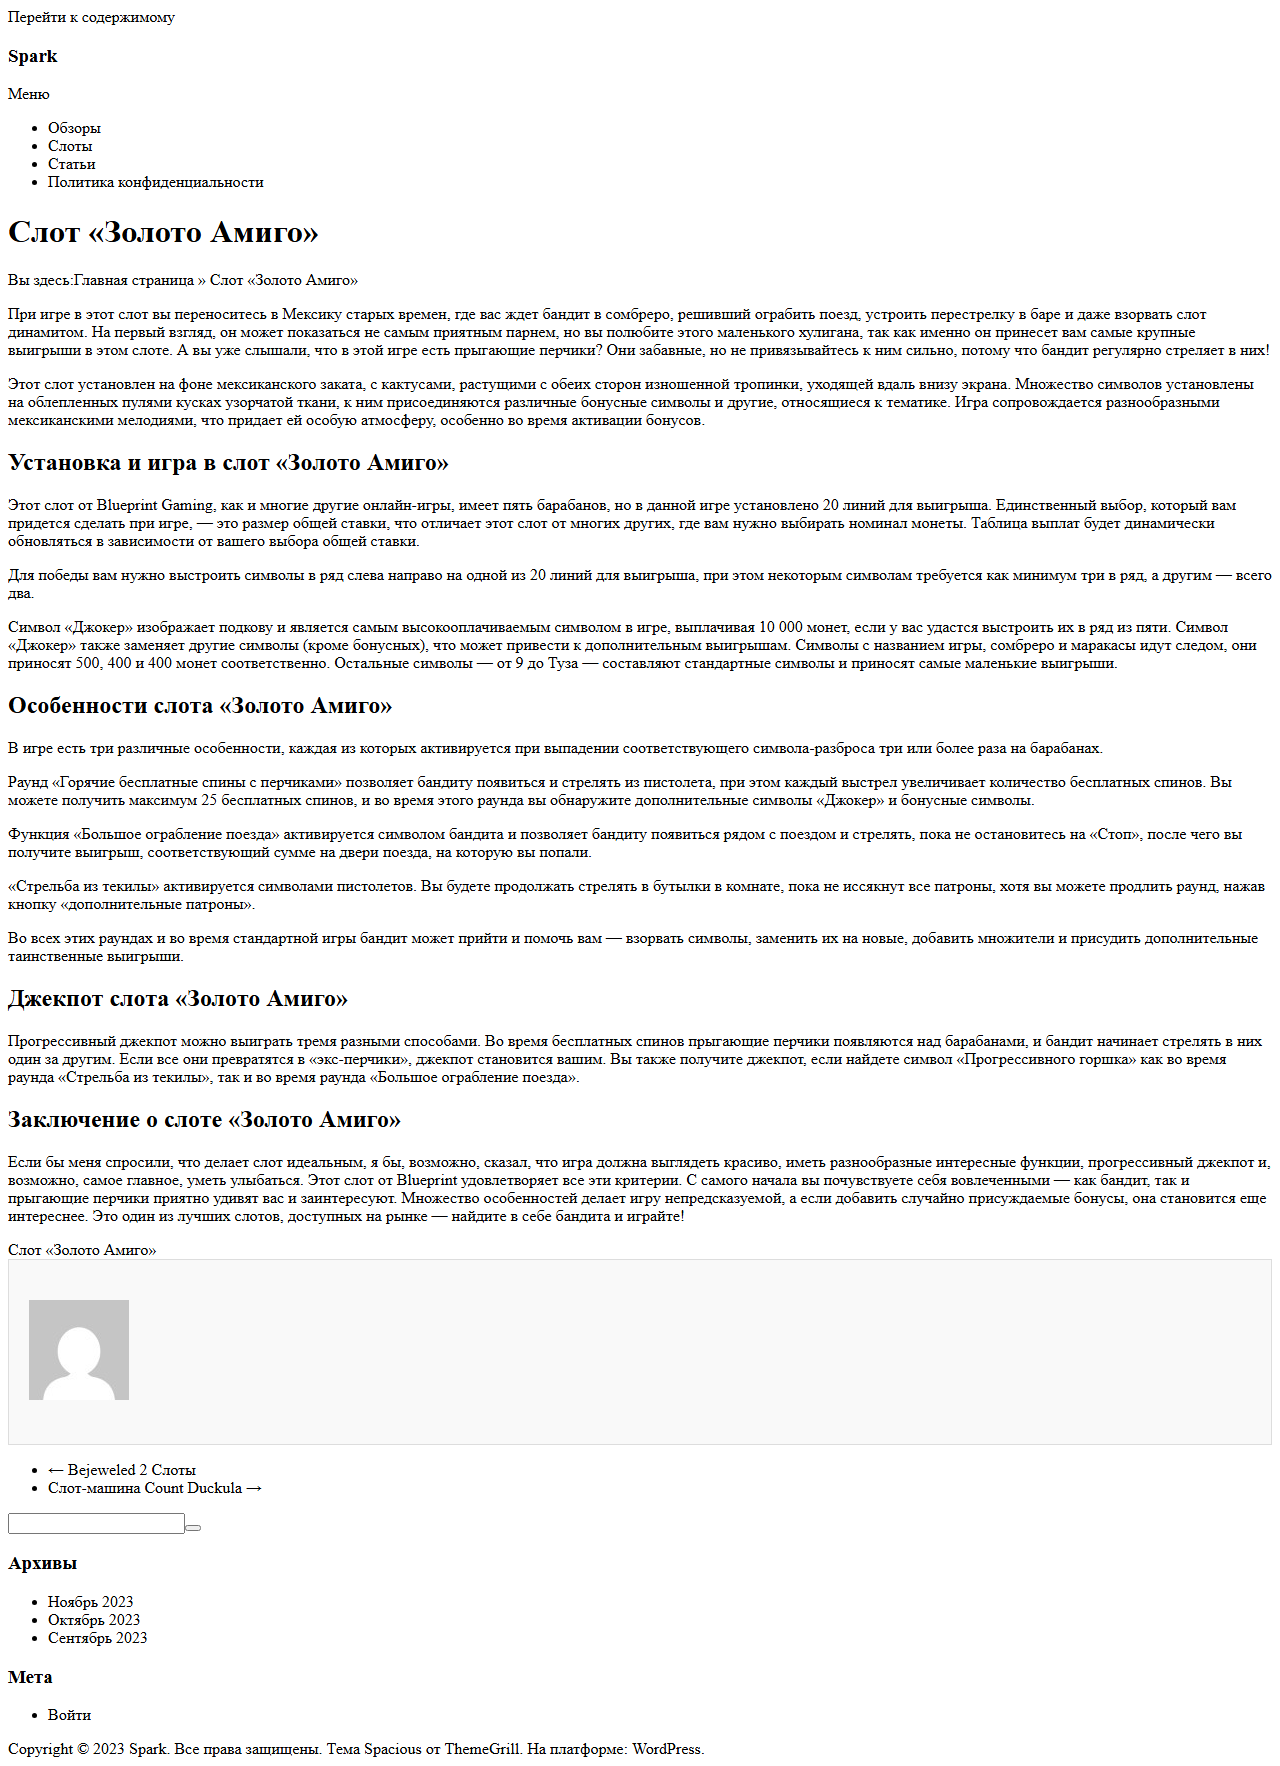 Перейти к содержимому
Spark
Меню
Обзоры
Слоты
Статьи
Политика конфиденциальности
Слот «Золото Амиго»
Вы здесь:Главная страница » Слот «Золото Амиго»
При игре в этот слот вы переноситесь в Мексику старых времен, где вас ждет бандит в сомбреро, решивший ограбить поезд, устроить перестрелку в баре и даже взорвать слот
динамитом. На первый взгляд, он может показаться не самым приятным парнем, но вы полюбите этого маленького хулигана, так как именно он принесет вам самые крупные
выигрыши в этом слоте. А вы уже слышали, что в этой игре есть прыгающие перчики? Они забавные, но не привязывайтесь к ним сильно, потому что бандит регулярно стреляет в них!
Этот слот установлен на фоне мексиканского заката, с кактусами, растущими с обеих сторон изношенной тропинки, уходящей вдаль внизу экрана. Множество символов установлены
на облепленных пулями кусках узорчатой ткани, к ним присоединяются различные бонусные символы и другие, относящиеся к тематике. Игра сопровождается разнообразными
мексиканскими мелодиями, что придает ей особую атмосферу, особенно во время активации бонусов.
Установка и игра в слот «Золото Амиго»
Этот слот от Blueprint Gaming, как и многие другие онлайн-игры, имеет пять барабанов, но в данной игре установлено 20 линий для выигрыша. Единственный выбор, который вам
придется сделать при игре, — это размер общей ставки, что отличает этот слот от многих других, где вам нужно выбирать номинал монеты. Таблица выплат будет динамически
обновляться в зависимости от вашего выбора общей ставки.
Для победы вам нужно выстроить символы в ряд слева направо на одной из 20 линий для выигрыша, при этом некоторым символам требуется как минимум три в ряд, а другим — всего
два.
Символ «Джокер» изображает подкову и является самым высокооплачиваемым символом в игре, выплачивая 10 000 монет, если у вас удастся выстроить их в ряд из пяти. Символ
«Джокер» также заменяет другие символы (кроме бонусных), что может привести к дополнительным выигрышам. Символы с названием игры, сомбреро и маракасы идут следом, они
приносят 500, 400 и 400 монет соответственно. Остальные символы — от 9 до Туза — составляют стандартные символы и приносят самые маленькие выигрыши.
Особенности слота «Золото Амиго»
В игре есть три различные особенности, каждая из которых активируется при выпадении соответствующего символа-разброса три или более раза на барабанах.
Раунд «Горячие бесплатные спины с перчиками» позволяет бандиту появиться и стрелять из пистолета, при этом каждый выстрел увеличивает количество бесплатных спинов. Вы
можете получить максимум 25 бесплатных спинов, и во время этого раунда вы обнаружите дополнительные символы «Джокер» и бонусные символы.
Функция «Большое ограбление поезда» активируется символом бандита и позволяет бандиту появиться рядом с поездом и стрелять, пока не остановитесь на «Стоп», после чего вы
получите выигрыш, соответствующий сумме на двери поезда, на которую вы попали.
«Стрельба из текилы» активируется символами пистолетов. Вы будете продолжать стрелять в бутылки в комнате, пока не иссякнут все патроны, хотя вы можете продлить раунд, нажав
кнопку «дополнительные патроны».
Во всех этих раундах и во время стандартной игры бандит может прийти и помочь вам — взорвать символы, заменить их на новые, добавить множители и присудить дополнительные
таинственные выигрыши.
Джекпот слота «Золото Амиго»
Прогрессивный джекпот можно выиграть тремя разными способами. Во время бесплатных спинов прыгающие перчики появляются над барабанами, и бандит начинает стрелять в них
один за другим. Если все они превратятся в «экс-перчики», джекпот становится вашим. Вы также получите джекпот, если найдете символ «Прогрессивного горшка» как во время
раунда «Стрельба из текилы», так и во время раунда «Большое ограбление поезда».
Заключение о слоте «Золото Амиго»
Если бы меня спросили, что делает слот идеальным, я бы, возможно, сказал, что игра должна выглядеть красиво, иметь разнообразные интересные функции, прогрессивный джекпот и,
возможно, самое главное, уметь улыбаться. Этот слот от Blueprint удовлетворяет все эти критерии. С самого начала вы почувствуете себя вовлеченными — как бандит, так и
прыгающие перчики приятно удивят вас и заинтересуют. Множество особенностей делает игру непредсказуемой, а если добавить случайно присуждаемые бонусы, она становится еще
интереснее. Это один из лучших слотов, доступных на рынке — найдите в себе бандита и играйте!
Слот «Золото Амиго»
← Bejeweled 2 Слоты
Слот-машина Count Duckula →
Архивы
Ноябрь 2023
Октябрь 2023
Сентябрь 2023
Мета
Войти
Copyright © 2023 Spark. Все права защищены. Тема Spacious от ThemeGrill. На платформе: WordPress.